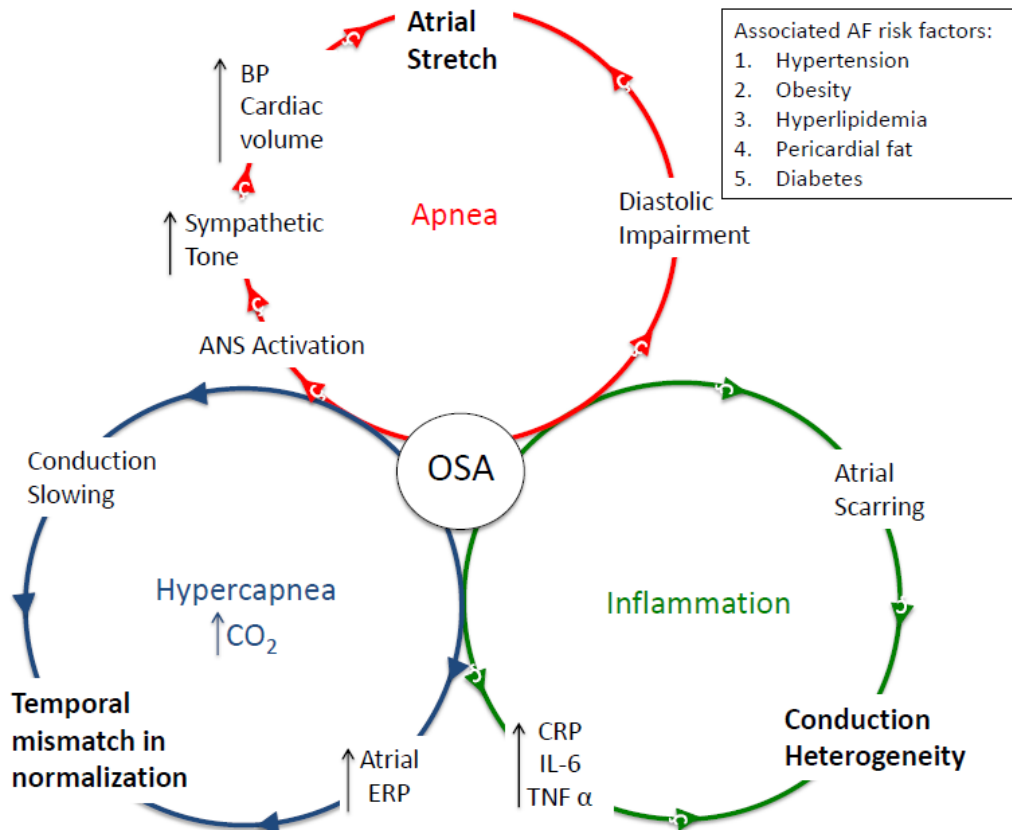 Atrial
Stretch
Associated AF risk factors:
1. Hypertension
2. Obesity
3. Hyperlipidemia
4. Pericardial fat
5. Diabetes
BP
Cardiac
volume
Sympathetic
Tone
Apnea
Diastolic
Impairment
ANS Activation
OSA
Conduction
Slowing
Atrial
Scarring
Hypercapnea
CO₂
Inflammation
Temporal
mismatch in
normalization
Atrial
ERP
CRP
IL-6
TNF α
Conduction
Heterogeneity